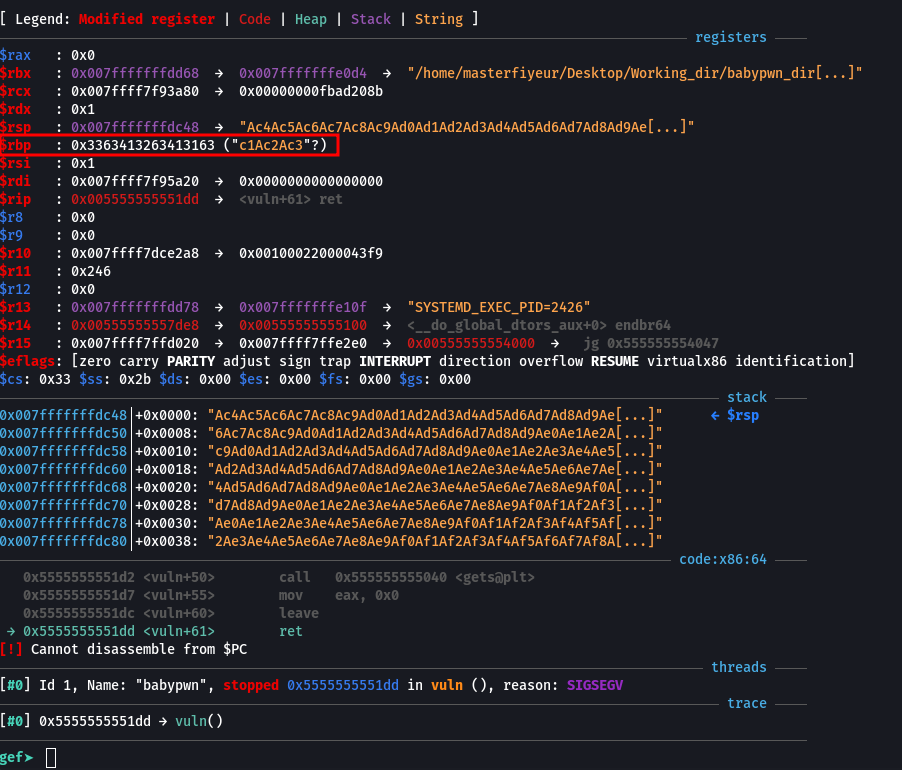 [ Legend: Modified register | Code | Heap | Stack | String ]
registers
$rax   : 0x0
$rbx   : 0x007fffffffdd68  →  0x007fffffffe0d4  →  "/home/masterfiyeur/Desktop/Working_dir/babypwn_dir[...]"
$rcx   : 0x007ffff7f93a80  →  0x00000000fbad208b
$rdx   : 0x1
$rsp   : 0x007fffffffdc48  →  "Ac4Ac5Ac6Ac7Ac8Ac9Ad0Ad1Ad2Ad3Ad4Ad5Ad6Ad7Ad8Ad9Ae[...]"
$rbp   : 0x3363413263413163 ("c1Ac2Ac3"?)
$rsi   : 0x1
$rdi   : 0x007ffff7f95a20  →  0x0000000000000000
$rip   : 0x005555555551dd  →  <vuln+61> ret
$r8    : 0x0
$r9    : 0x0
$r10   : 0x007ffff7dce2a8  →  0x00100022000043f9
$r11   : 0x246
$r12   : 0x0
$r13   : 0x007fffffffdd78  →  0x007fffffffe10f  →  "SYSTEMD_EXEC_PID=2426"
$r14   : 0x00555555557de8  →  0x00555555555100  →  <__do_global_dtors_aux+0> endbr64
$r15   : 0x007ffff7ffd020  →  0x007ffff7ffe2e0  →  0x00555555554000  →   jg 0x555555554047
$eflags: [zero carry PARITY adjust sign trap INTERRUPT direction overflow RESUME virtualx86 identification]
$cs: 0x33 $ss: 0x2b $ds: 0x00 $es: 0x00 $fs: 0x00 $gs: 0x00
stack
0x007fffffffdc48│+0x0000: "Ac4Ac5Ac6Ac7Ac8Ac9Ad0Ad1Ad2Ad3Ad4Ad5Ad6Ad7Ad8Ad9Ae[...]"	 ← $rsp
0x007fffffffdc50│+0x0008: "6Ac7Ac8Ac9Ad0Ad1Ad2Ad3Ad4Ad5Ad6Ad7Ad8Ad9Ae0Ae1Ae2A[...]"
0x007fffffffdc58│+0x0010: "c9Ad0Ad1Ad2Ad3Ad4Ad5Ad6Ad7Ad8Ad9Ae0Ae1Ae2Ae3Ae4Ae5[...]"
0x007fffffffdc60│+0x0018: "Ad2Ad3Ad4Ad5Ad6Ad7Ad8Ad9Ae0Ae1Ae2Ae3Ae4Ae5Ae6Ae7Ae[...]"
0x007fffffffdc68│+0x0020: "4Ad5Ad6Ad7Ad8Ad9Ae0Ae1Ae2Ae3Ae4Ae5Ae6Ae7Ae8Ae9Af0A[...]"
0x007fffffffdc70│+0x0028: "d7Ad8Ad9Ae0Ae1Ae2Ae3Ae4Ae5Ae6Ae7Ae8Ae9Af0Af1Af2Af3[...]"
0x007fffffffdc78│+0x0030: "Ae0Ae1Ae2Ae3Ae4Ae5Ae6Ae7Ae8Ae9Af0Af1Af2Af3Af4Af5Af[...]"
0x007fffffffdc80│+0x0038: "2Ae3Ae4Ae5Ae6Ae7Ae8Ae9Af0Af1Af2Af3Af4Af5Af6Af7Af8A[...]"
code:x86:64
0x5555555551d2 <vuln+50>        call   0x555555555040 <gets@plt>
0x5555555551d7 <vuln+55>        mov    eax, 0x0
0x5555555551dc <vuln+60>        leave
→ 0x5555555551dd <vuln+61>        ret
[!] Cannot disassemble from $PC
threads
[#0] Id 1, Name: "babypwn", stopped 0x5555555551dd in vuln (), reason: SIGSEGV
trace
[#0] 0x5555555551dd → vuln()
gef➤